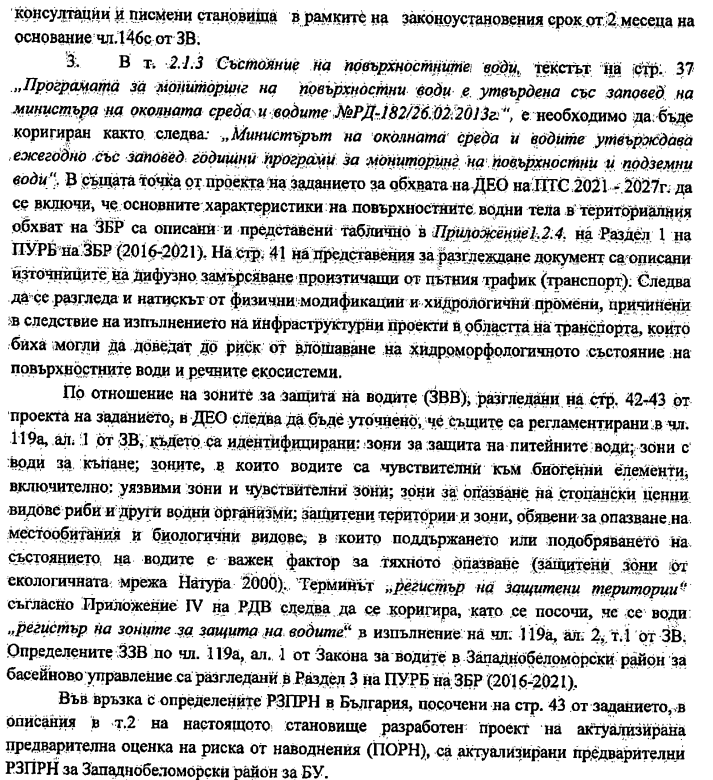 консултации и писмени становища в рамките на законоустановения срок от 2 месеца на
основание чл.146с от ЗВ.
3. В т. 2.1.3 Състояние на повърхностните води, текстът на стр. 37
„Програмата за мониторинг на повърхностни води е утвърдена със заповед на
министъра на околната среда и водите №РД-182/26.02.2013г.“, е необходимо да бъде
коригиран както следва: „Министърът на околната среда и водите утвърждава
ежегодно със заповед годишни програми за мониторинг на повърхностни и подземни
води“. В същата точка от проекта на заданието за обхвата на ДЕО на ПТС 2021 - 2027г. да
се включи, че основните характеристики на повърхностните водни тела в териториалния
обхват на ЗБР са описани и представени таблично в Приложение1.2.4. на Раздел 1 на
ПУРБ на ЗБР (2016-2021). На стр. 41 на представения за разглеждане документ са описани
източниците на дифузно замърсяване произтичащи от пътния трафик (транспорт). Следва
да се разгледа и натискът от физични модификации и хидрологични промени, причинени
в следствие на изпълнението на инфраструктурни проекти в областта на транспорта, които
биха могли да доведат до риск от влошаване на хидроморфологичното състояние на
повърхностните води и речните екосистеми.
По отношение на зоните за защита на водите (ЗВВ), разгледани на стр. 42-43 от
проекта на заданието, в ДЕО следва да бъде уточнено, че същите са регламентирани в чл.
119а, ал. 1 от ЗВ, където са идентифицирани: зони за защита на питейните води; зони с
води за къпане; зоните, в които водите са чувствителни към биогенни елементи,
включително: уязвими зони и чувствителни зони; зони за опазване на стопански ценни
видове риби и други водни организми; защитени територии и зони, обявени за опазване на
местообитания и биологични видове, в които поддържането или подобряването на
състоянието на водите е важен фактор за тяхното опазване (защитени зони от
екологичната мрежа Натура 2000). Терминът „регистър на защитени територии“
съгласно Приложение IV на РДВ следва да се коригира, като се посочи, че се води
„регистър на зоните за защита на водите“ в изпълнение на чл. 119а, ал. 2, т.1 от ЗВ.
Определените ЗЗВ по чл. 119а, ал. 1 от Закона за водите в Западнобеломорски район за
басейново управление са разгледани в Раздел 3 на ПУРБ на ЗБР (2016-2021).
Във връзка с определените РЗПРН в България, посочени на стр. 43 от заданието, в
описания в т.2 на настоящото становище разработен проект на актуализирана
предварителна оценка на риска от наводнения (ПОРН), са актуализирани предварителни
РЗПРН за Западнобеломорски район за БУ.